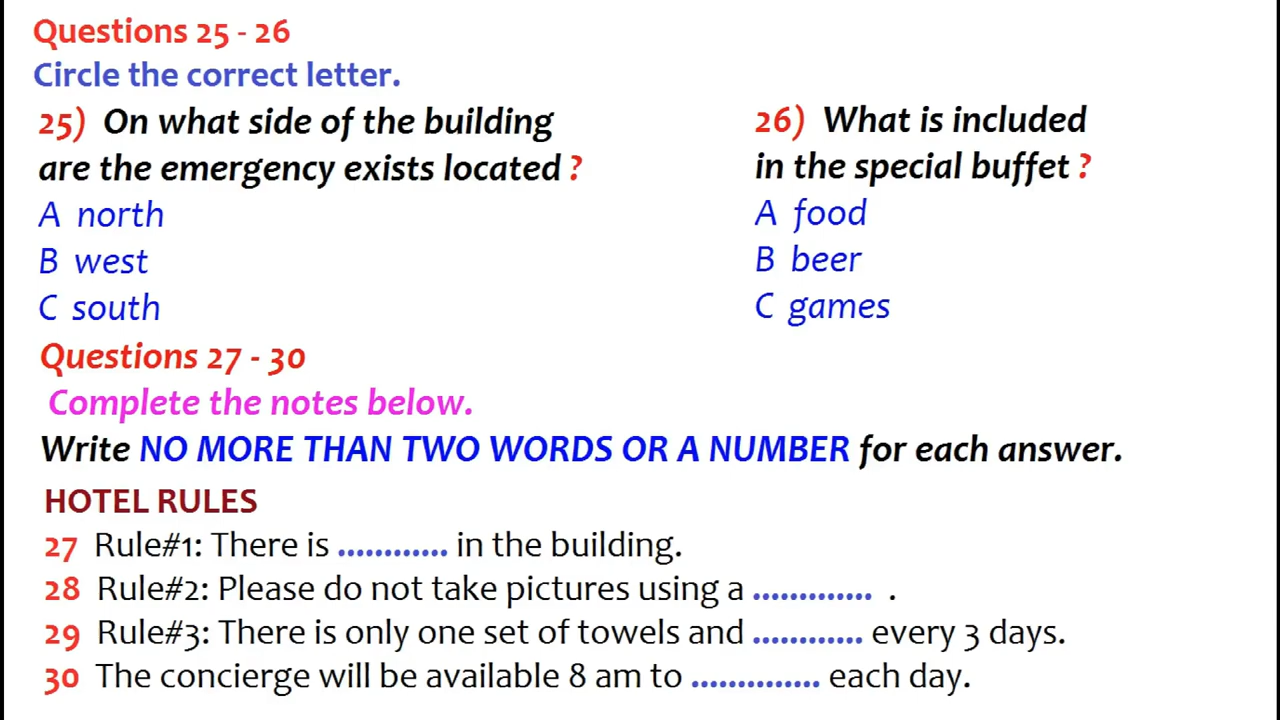 Questions 25 - 26
Circle the correct letter.
25) On what side of the building
are the emergency exists located ?
A north
B west
C south
26) What is included
in the special buffet ?
A food
B beer
C games
Questions 27 - 30
Complete the notes below.
Write NO MORE THAN TWO WORDS OR A NUMBER for each answer.
HOTEL RULES
27 Rule#1: There is ............ in the building.
28 Rule#2: Please do not take pictures using a ............. .
29 Rule#3: There is only one set of towels and ............ every 3 days.
30 The concierge will be available 8 am to .............. each day.